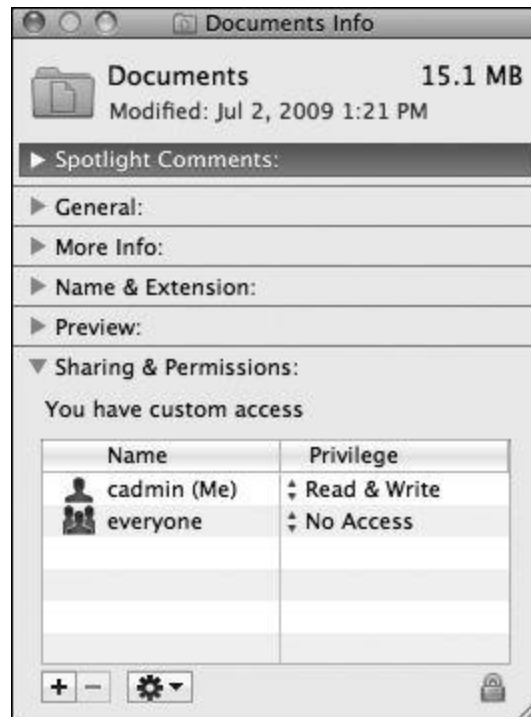 Documents Info
Documents 15.1 MB
Modified: Jul 2, 2009 1:21 PM
Spotlight Comments:
General:
More Info:
Name & Extension:
Preview:
Sharing & Permissions:
You have custom access
Name Privilege
cadmin (Me) Read & Write
everyone No Access